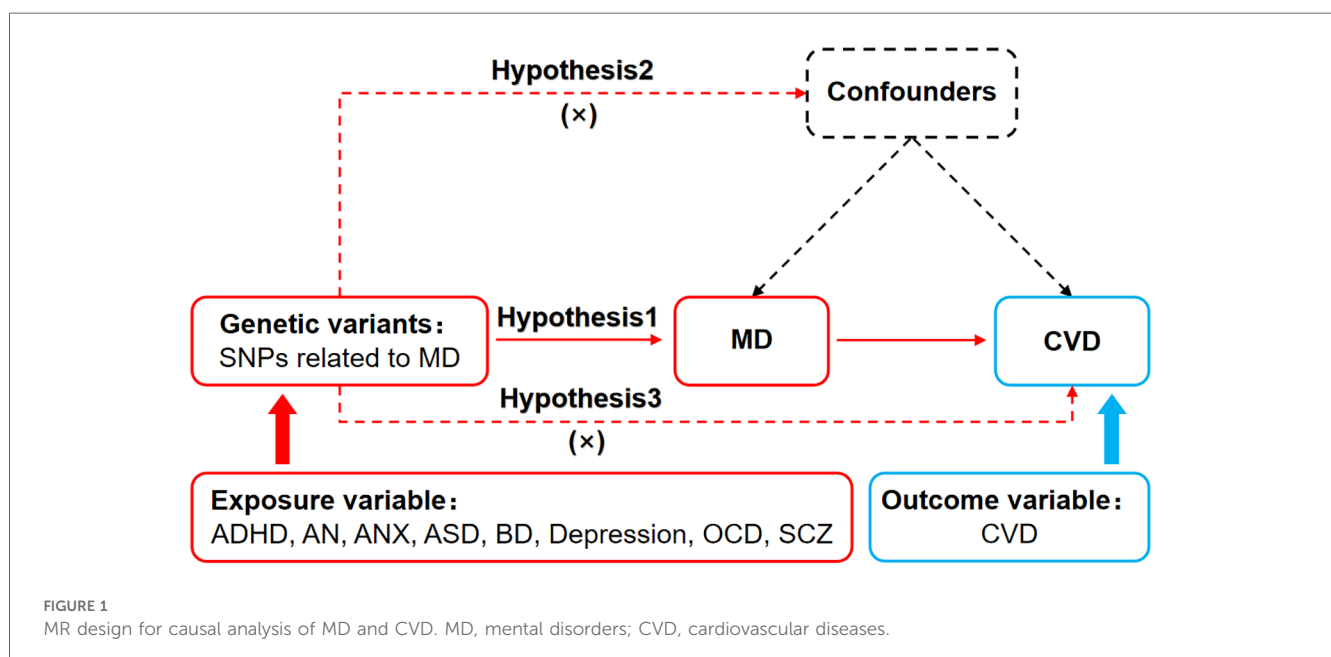 Hypothesis2
(×)
Confounders
Genetic variants：
SNPs related to MD
Hypothesis1
MD
CVD
Hypothesis3
(×)
Exposure variable：
ADHD, AN, ANX, ASD, BD, Depression, OCD, SCZ
Outcome variable：
CVD
FIGURE 1
MR design for causal analysis of MD and CVD. MD, mental disorders; CVD, cardiovascular diseases.